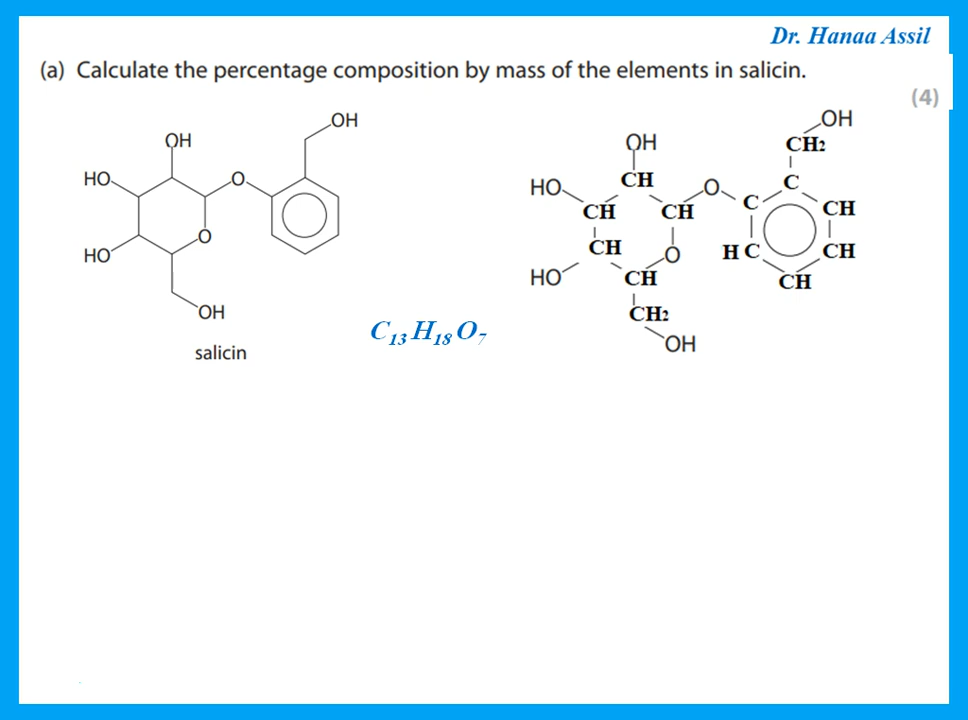 Dr. Hanaa Assil
(a) Calculate the percentage composition by mass of the elements in salicin.
(4)
OH
OH
HO
O
O
HO
OH
salicin
C₁₃H₁₈O₇
OH
CH₂
OH
CH
HO
O
C
CH
CH
C
CH
CH
O
HC
CH
HO
CH
CH
CH₂
OH